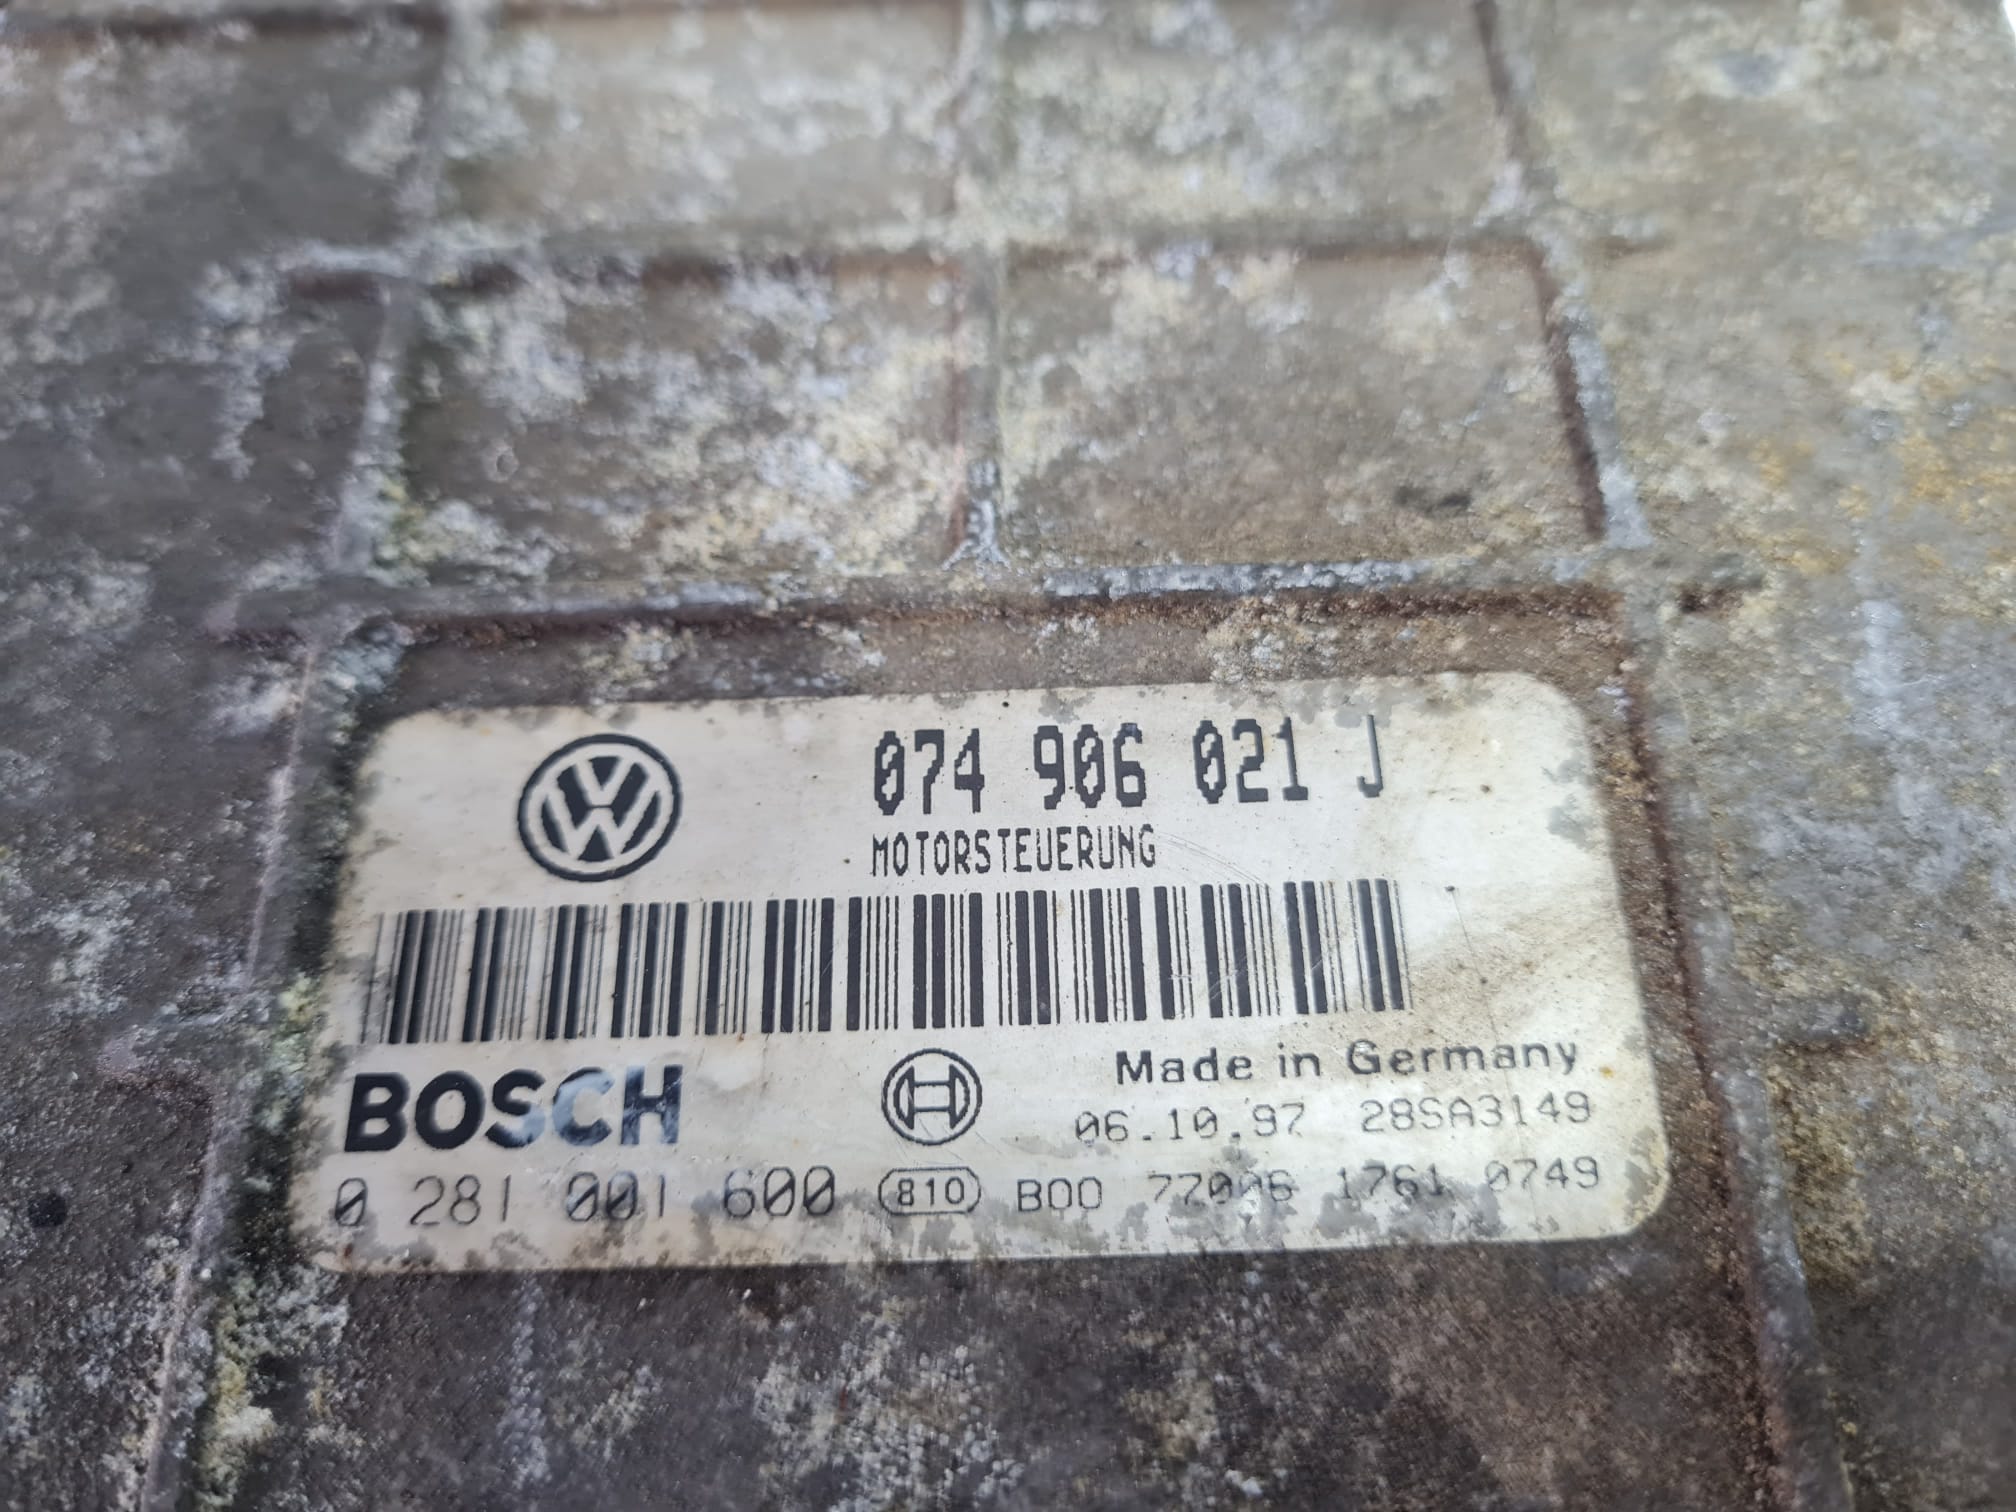 074 906 021 J
MOTORSTEUERUNG
BOSCH
Made in Germany
06.10.97 28SA3149
0 281 001 600 810 B00 77006 1761 0749